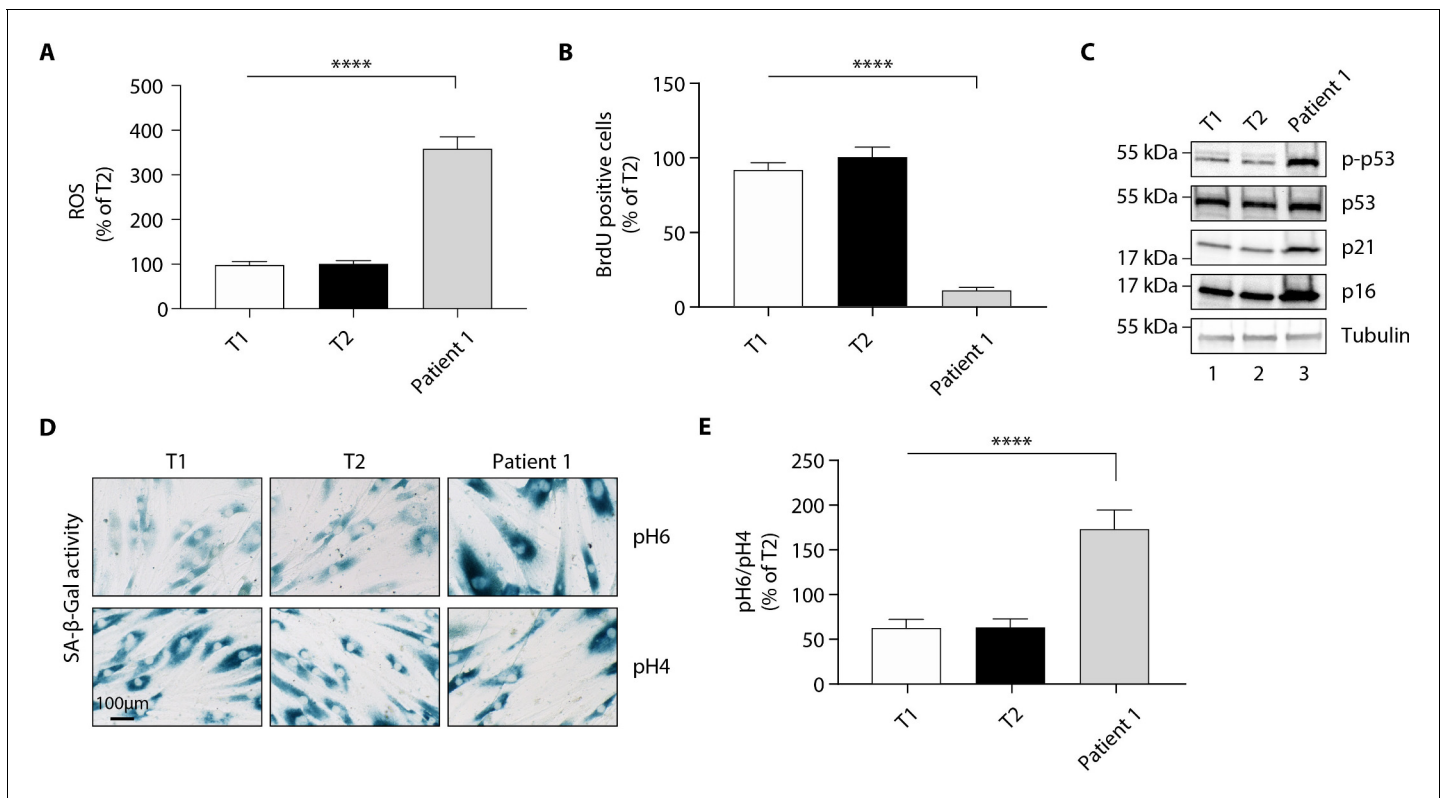 A
****
500
400
300
200
100
0
ROS
(% of T2)
T1
T2
Patient 1
B
****
150
100
50
0
BrdU positive cells
(% of T2)
T1
T2
Patient 1
C
T1
T2
Patient 1
55 kDa
p-p53
55 kDa
p53
p21
17 kDa
17 kDa
p16
55 kDa
Tubulin
1 2 3
D
T1 T2 Patient 1
SA-β-Gal activity
pH6
pH4
100μm
E
****
250
200
150
100
50
0
pH6/pH4
(% of T2)
T1
T2
Patient 1